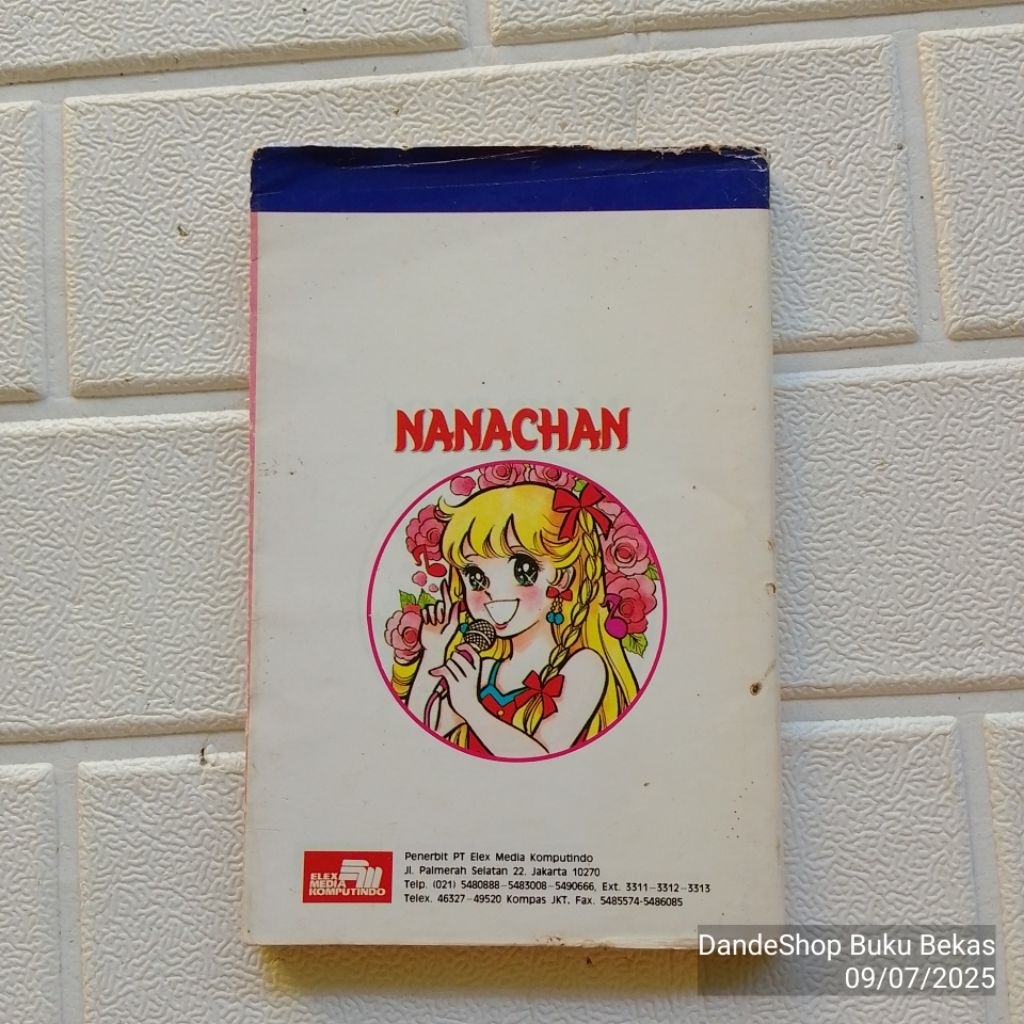 NANACHAN
ELEX
MEDIA
KOMPUTINDO
Penerbit PT Elex Media Komputindo
Jl. Palmerah Selatan 22. Jakarta 10270
Telp. (021) 5480888-5483008-5490666, Ext. 3311-3312-3313
Telex. 46327-49520 Kompas JKT. Fax. 5485574-5486085
DandeShop Buku Bekas
09/07/2025